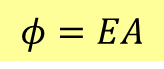 ϕ = EA